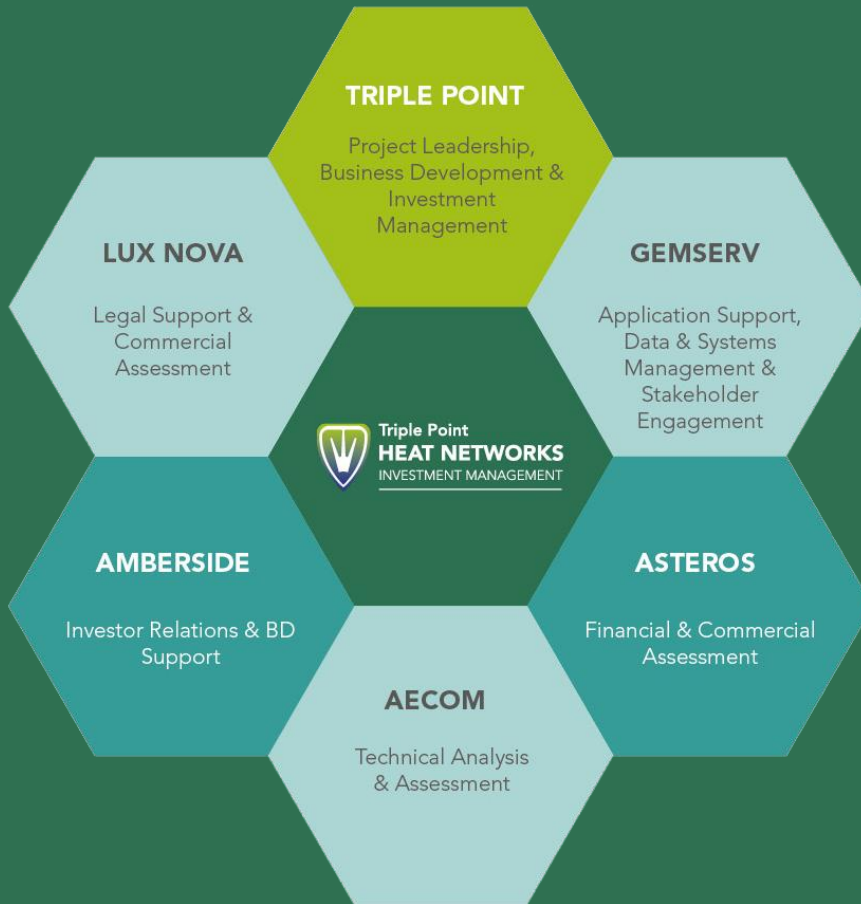 TRIPLE POINT
Project Leadership,
Business Development &
Investment
Management
LUX NOVA
Legal Support &
Commercial
Assessment
GEMSERV
Application Support,
Data & Systems
Management &
Stakeholder
Engagement
Triple Point
HEAT NETWORKS
INVESTMENT MANAGEMENT
AMBERSIDE
Investor Relations & BD
Support
ASTEROS
Financial & Commercial
Assessment
AECOM
Technical Analysis
& Assessment